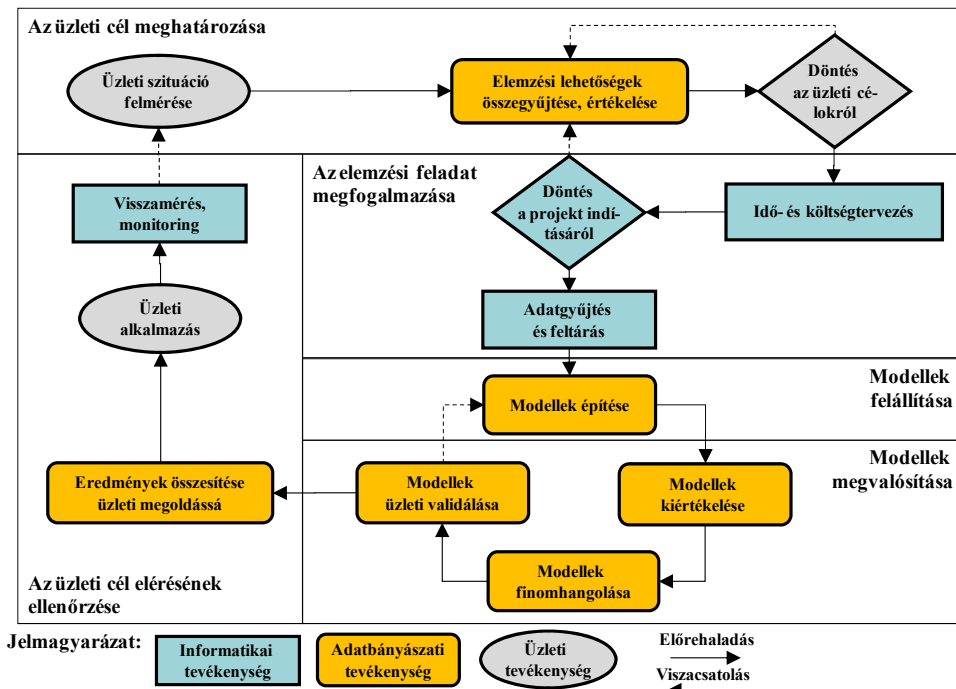 Az üzleti cél meghatározása
Üzleti szituáció
felmérése
Elemzési lehetőségek
összegyűjtése, értékelése
Döntés
az üzleti cé-
lokról
Az elemzési feladat
megfogalmazása
Döntés
a projekt indí-
tásáról
Idő- és költségtervezés
Visszamérés,
monitoring
Üzleti
alkalmazás
Adatgyűjtés
és feltárás
Modellek
felállítása
Modellek építése
Modellek
megvalósítása
Eredmények összesítése
üzleti megoldássá
Modellek
üzleti validálása
Modellek
kiértékelése
Modellek
finomhangolása
Az üzleti cél elérésének
ellenőrzése
Jelmagyarázat:
Informatikai
tevékenység
Adatbányászati
tevékenység
Üzleti
tevékenység
Előrehaladás
Viszacsatolás